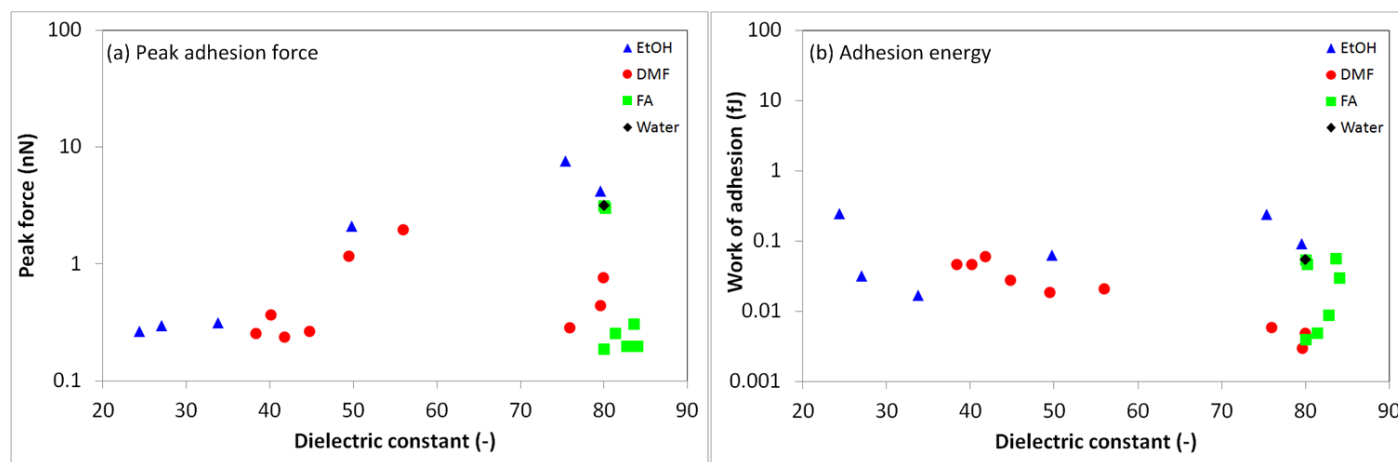 (a) Peak adhesion force
EtOH
DMF
FA
Water
Peak force (nN)
100
10
1
0.1
20 30 40 50 60 70 80 90
Dielectric constant (-)
(b) Adhesion energy
EtOH
DMF
FA
Water
Work of adhesion (fJ)
100
10
1
0.1
0.01
0.001
20 30 40 50 60 70 80 90
Dielectric constant (-)